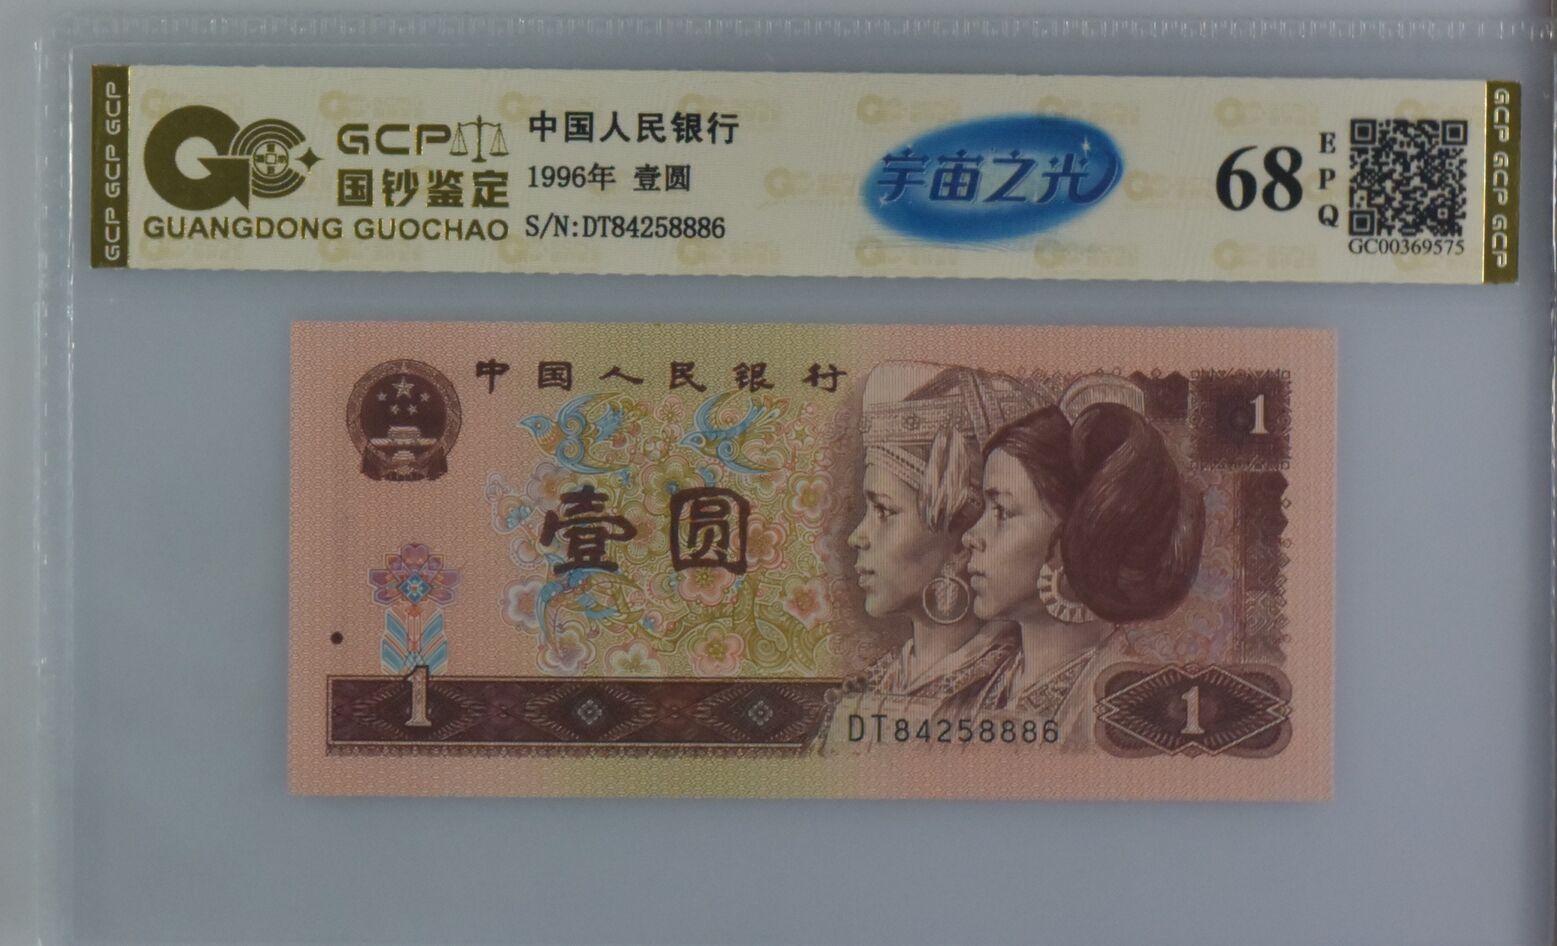 GCP GCP GCP
GCP
国钞鉴定
GUANGDONG GUOCHAO
中国人民银行
1996年 壹圆
S/N:DT84258886
宇宙之光
68
EPQ
GC00369575
GCP GCP GCP
中国人民银行
1
壹圆
1
DT84258886
1